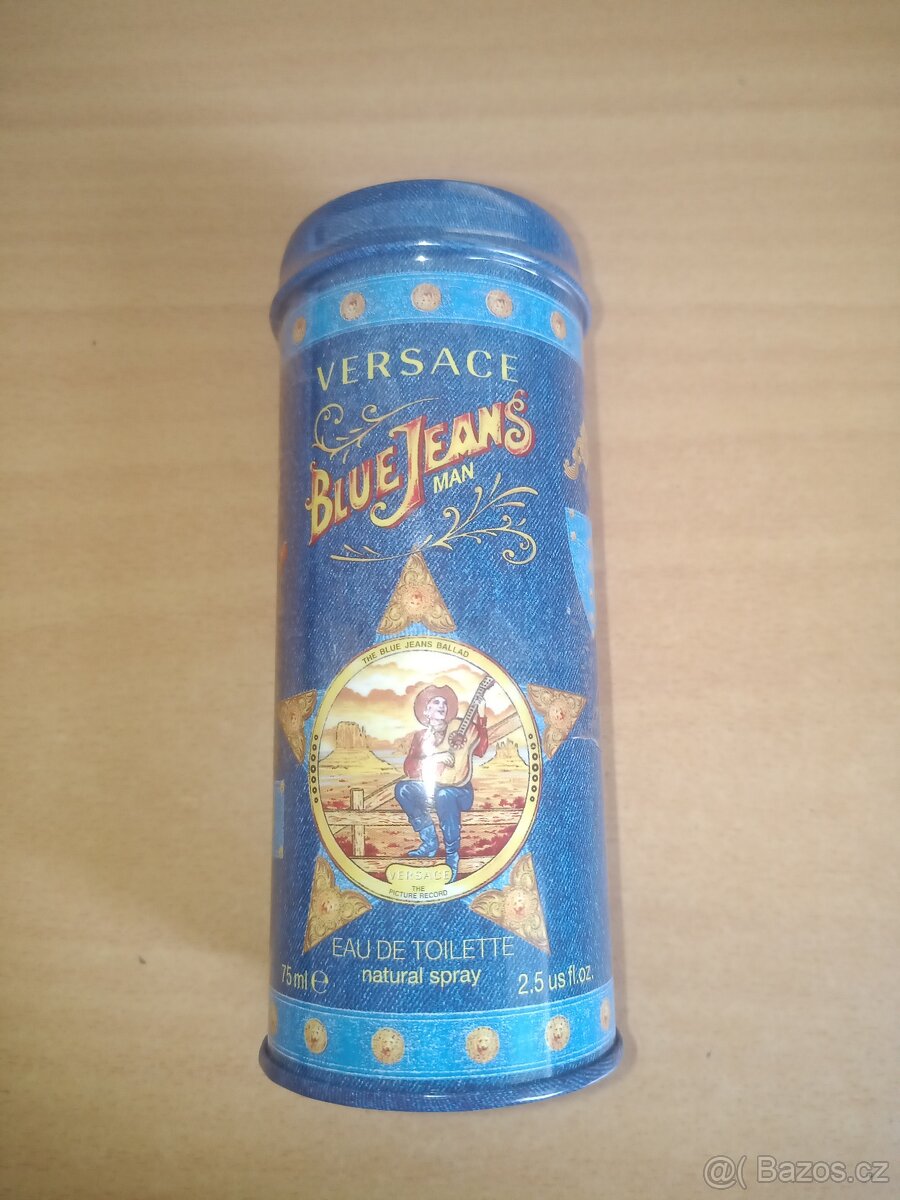 VERSACE
BLUE JEANS
MAN
THE BLUE JEANS BALLAD
VERSACE
THE
PICTURE RECORD
EAU DE TOILETTE
natural spray
75 ml ℮
2.5 us fl.oz.
@( Bazos.cz